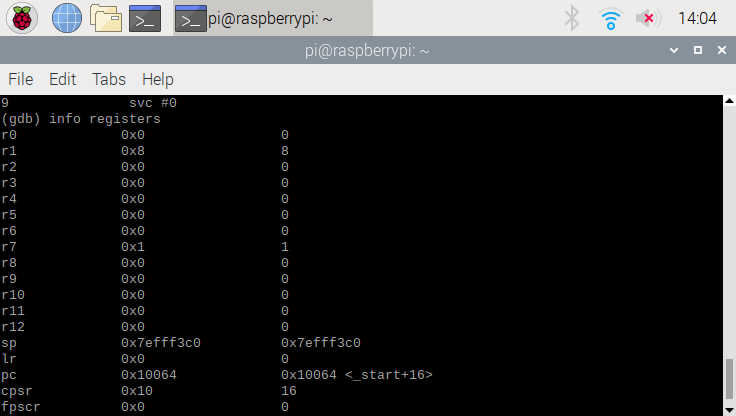 pi@raspberrypi: ~ 14:04
pi@raspberrypi: ~
File Edit Tabs Help
9 svc #0
(gdb) info registers
r0 0x0 0
r1 0x8 8
r2 0x0 0
r3 0x0 0
r4 0x0 0
r5 0x0 0
r6 0x0 0
r7 0x1 1
r8 0x0 0
r9 0x0 0
r10 0x0 0
r11 0x0 0
r12 0x0 0
sp 0x7efff3c0 0x7efff3c0
lr 0x0 0
pc 0x10064 0x10064 <_start+16>
cpsr 0x10 16
fpscr 0x0 0